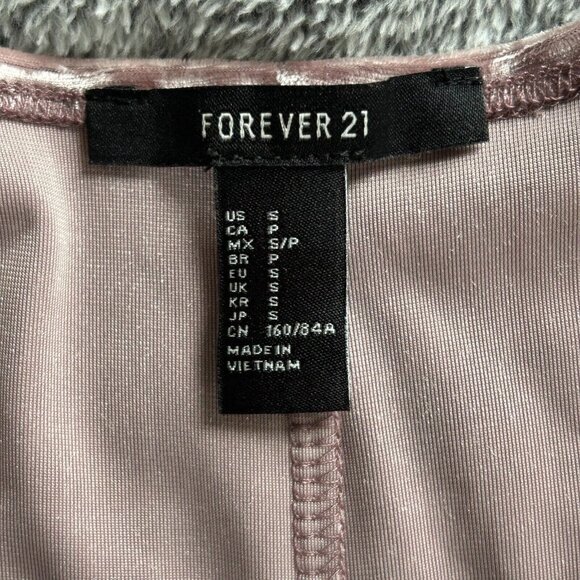 FOREVER 21
US S
CA P
MX S/P
BR P
EU S
UK S
KR S
JP S
CN 160/84A
MADE IN
VIETNAM